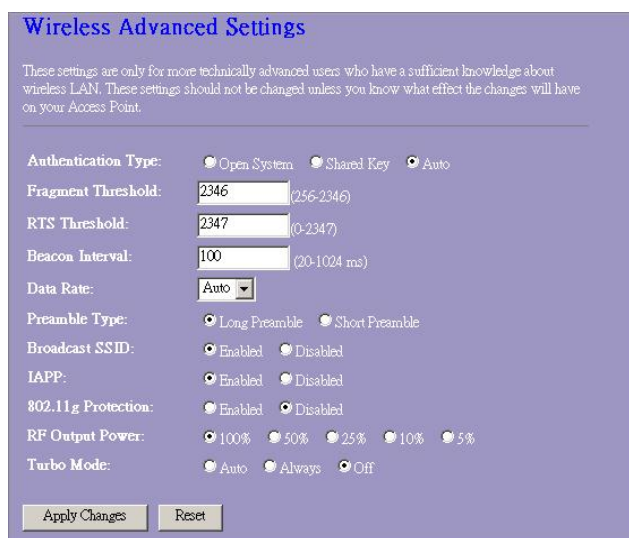 Wireless Advanced Settings
These settings are only for more technically advanced users who have a sufficient knowledge about
wireless LAN. These settings should not be changed unless you know what effect the changes will have
on your Access Point.
Authentication Type: Open System Shared Key Auto
Fragment Threshold: 2346 (256-2346)
RTS Threshold: 2347 (0-2347)
Beacon Interval: 100 (20-1024 ms)
Data Rate: Auto
Preamble Type: Long Preamble Short Preamble
Broadcast SSID: Enabled Disabled
IAPP: Enabled Disabled
802.11g Protection: Enabled Disabled
RF Output Power: 100% 50% 25% 10% 5%
Turbo Mode: Auto Always Off
Apply Changes Reset